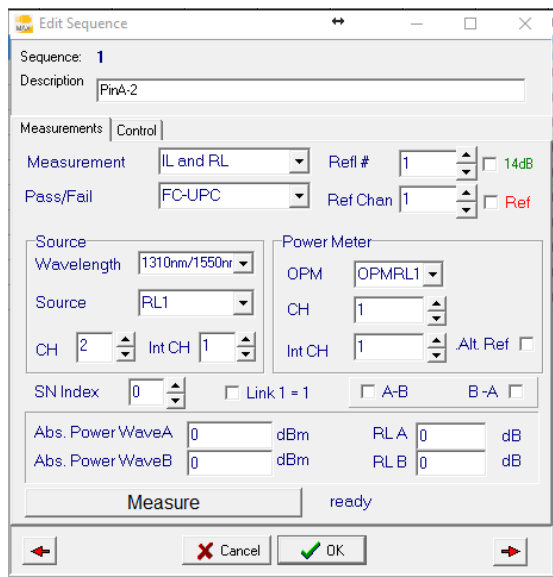 Edit Sequence
Sequence: 1
Description PinA-2
Measurements Control
Measurement IL and RL Refl # 1 14dB
Pass/Fail FC-UPC Ref Chan 1 Ref
Source Power Meter
Wavelength 1310nm/1550nr OPM OPMRL1
Source RL1 CH 1
CH 2 Int CH 1 Int CH 1 .Alt. Ref
SN Index 0 Link 1 = 1 A-B B-A
Abs. Power WaveA 0 dBm RL A 0 dB
Abs. Power WaveB 0 dBm RL B 0 dB
Measure ready
Cancel OK